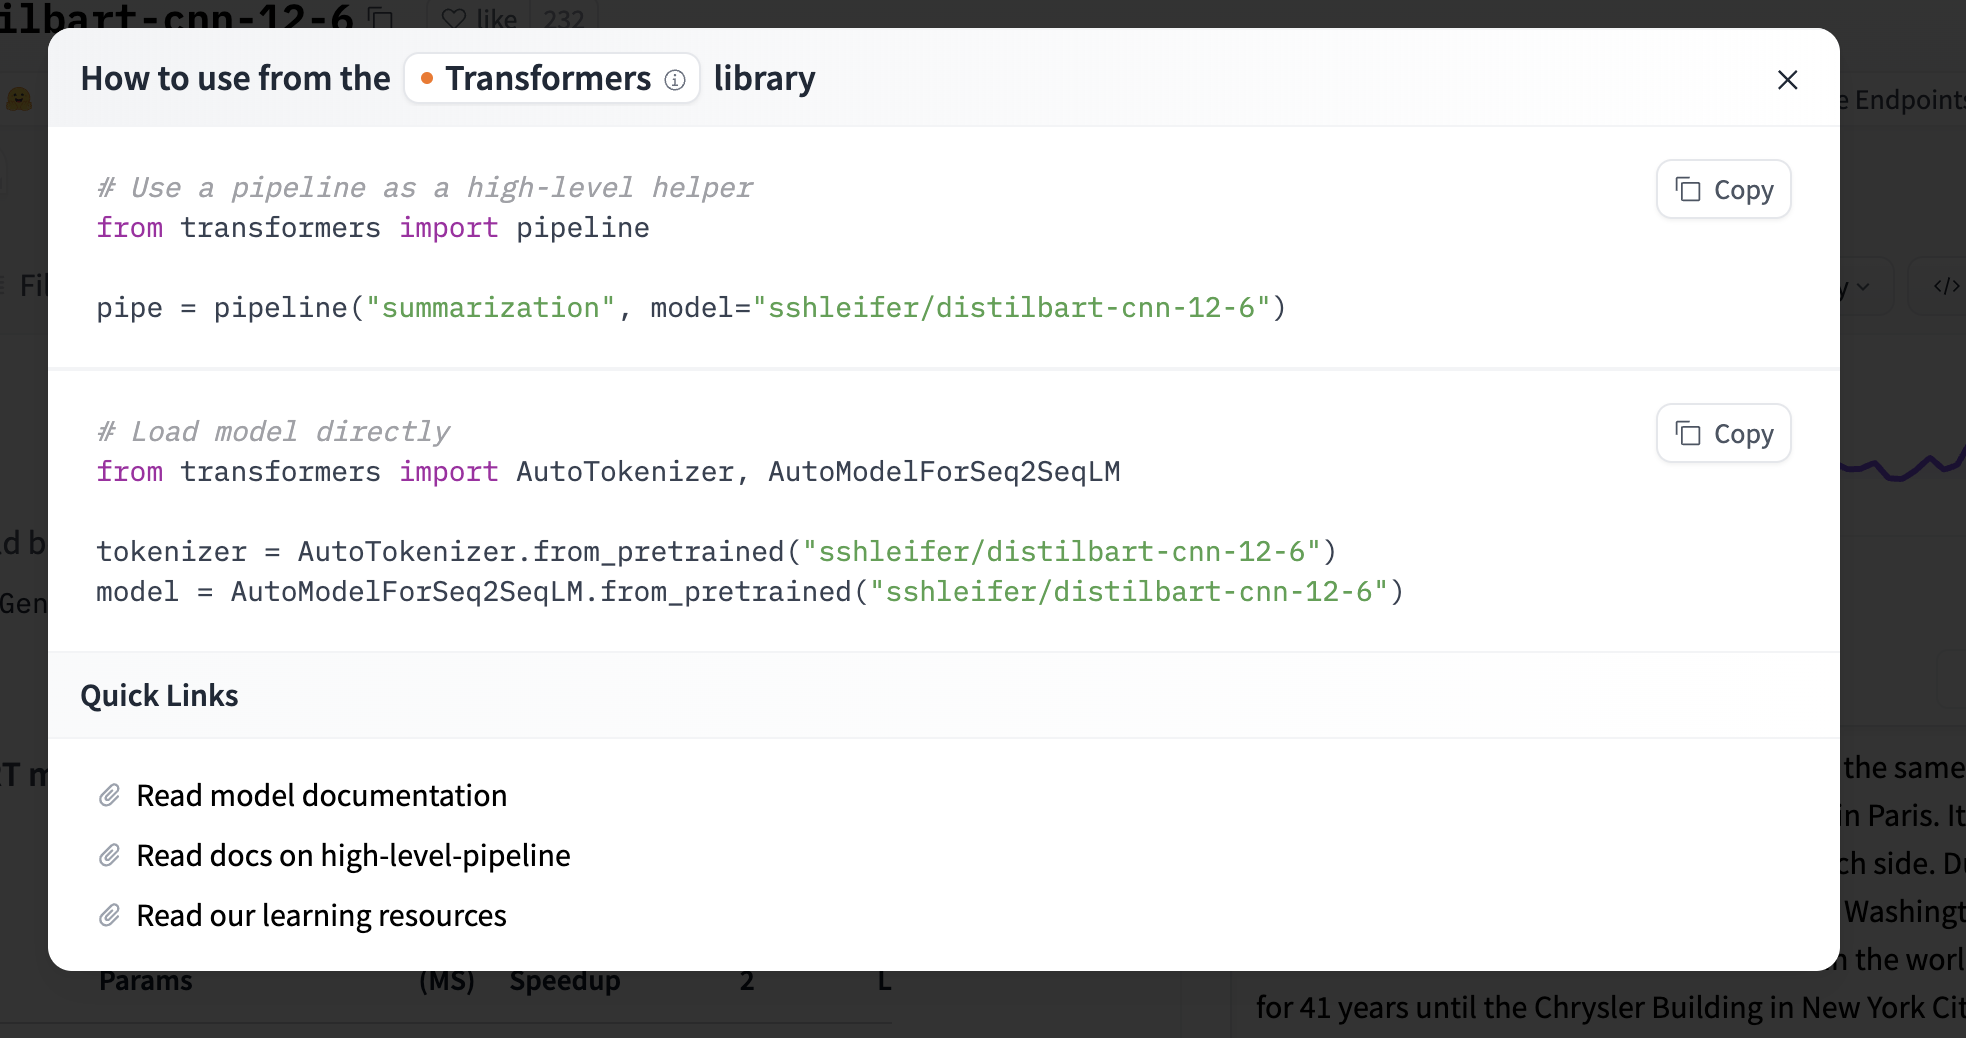 ilbart-cnn-12-6 like 232
How to use from the Transformers library
e Endpoints
# Use a pipeline as a high-level helper
Copy
from transformers import pipeline
pipe = pipeline("summarization", model="sshleifer/distilbart-cnn-12-6")
# Load model directly
Copy
from transformers import AutoTokenizer, AutoModelForSeq2SeqLM
tokenizer = AutoTokenizer.from_pretrained("sshleifer/distilbart-cnn-12-6")
model = AutoModelForSeq2SeqLM.from_pretrained("sshleifer/distilbart-cnn-12-6")
Quick Links
Read model documentation
Read docs on high-level-pipeline
Read our learning resources
the same
in Paris. It
ch side. Du
Washingt
n the worl
Params (MS) Speedup 2 L
for 41 years until the Chrysler Building in New York Cit